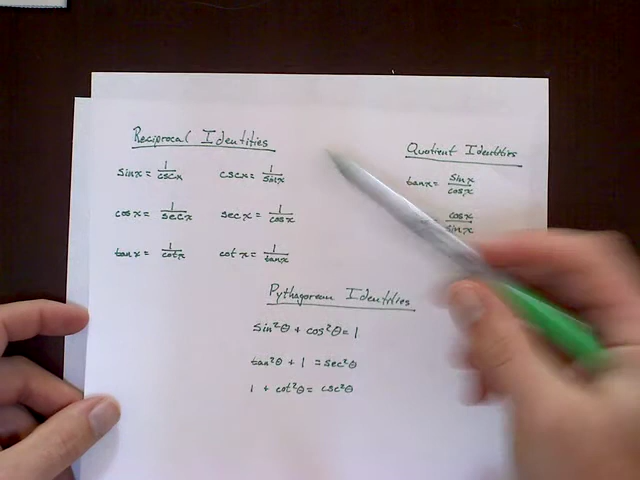 Reciprocal Identities
sinx = 1/cscx cscx = 1/sinx
cosx = 1/secx secx = 1/cosx
tanx = 1/cotx cotx = 1/tanx
Quotient Identities
tanx = sinx/cosx
cosx/sinx
Pythagorean Identities
sin²θ + cos²θ = 1
tan²θ + 1 = sec²θ
1 + cot²θ = csc²θ